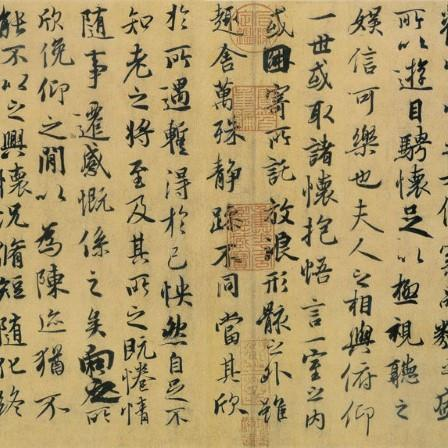 所以遊目騁懷足以極視聽之
娛信可樂也夫人之相與俯仰
一世或取諸懷抱悟言一室之內
或因寄所託放浪形骸之外雖
趣舍萬殊靜躁不同當其欣
於所遇蹔得於己怏然自足不
知老之將至及其所之既惓情
隨事遷感慨係之矣向之所
欣俛仰之閒以為陳迹猶不
能不以之興懷況脩短隨化終